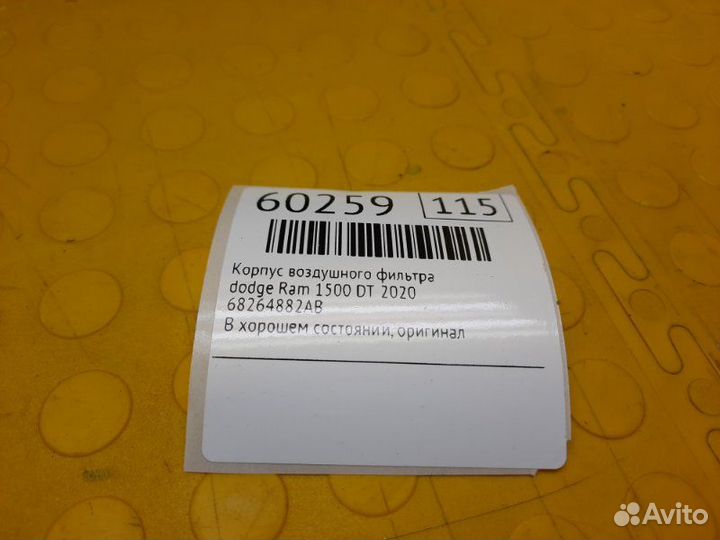 60259 115
Корпус воздушного фильтра
dodge Ram 1500 DT 2020
68264882AB
В хорошем состоянии, оригинал
Avito